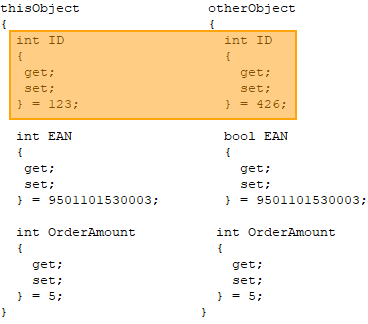 thisObject otherObject
{ {
int ID int ID
{ {
get; get;
set; set;
} = 123; } = 426;
int EAN bool EAN
{ {
get; get;
set; set;
} = 9501101530003; } = 9501101530003;
int OrderAmount int OrderAmount
{ {
get; get;
set; set;
} = 5; } = 5;
} }